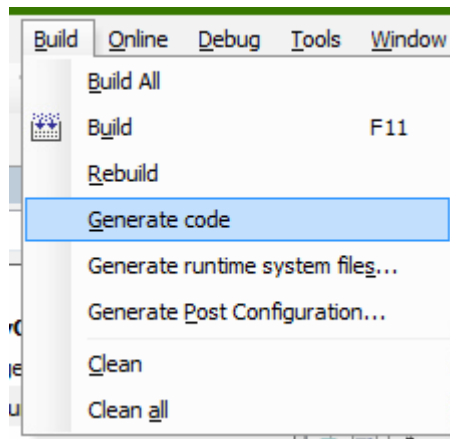 Build Online Debug Tools Window
Build All
Build F11
Rebuild
Generate code
Generate runtime system files...
Generate Post Configuration...
Clean
Clean all